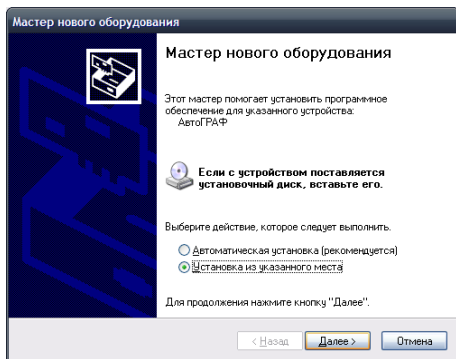 Мастер нового оборудования
Мастер нового оборудования
Этот мастер помогает установить программное
обеспечение для указанного устройства:
АвтоГРАФ
Если с устройством поставляется
установочный диск, вставьте его.
Выберите действие, которое следует выполнить.
Автоматическая установка (рекомендуется)
Установка из указанного места
Для продолжения нажмите кнопку "Далее".
< Назад
Далее >
Отмена